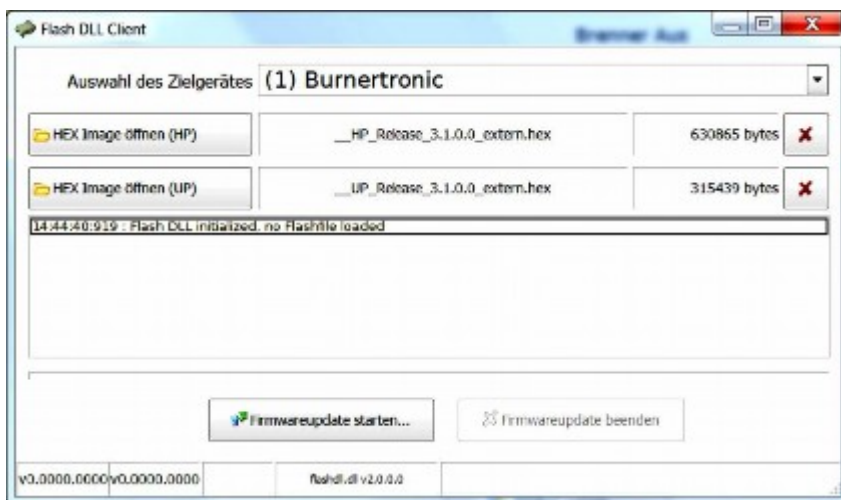 Flash DLL Client
Brenner Aus
Auswahl des Zielgerätes (1) Burnertronic
HEX Image öffnen (HP) __HP_Release_3.1.0.0_extern.hex 630865 bytes
HEX Image öffnen (UP) __UP_Release_3.1.0.0_extern.hex 315439 bytes
14:44:40:919 : Flash DLL initialized, no Flashfile loaded
Firmwareupdate starten... Firmwareupdate beenden
v0.0000.0000 v0.0000.0000 flashdll.dll v2.0.0.0